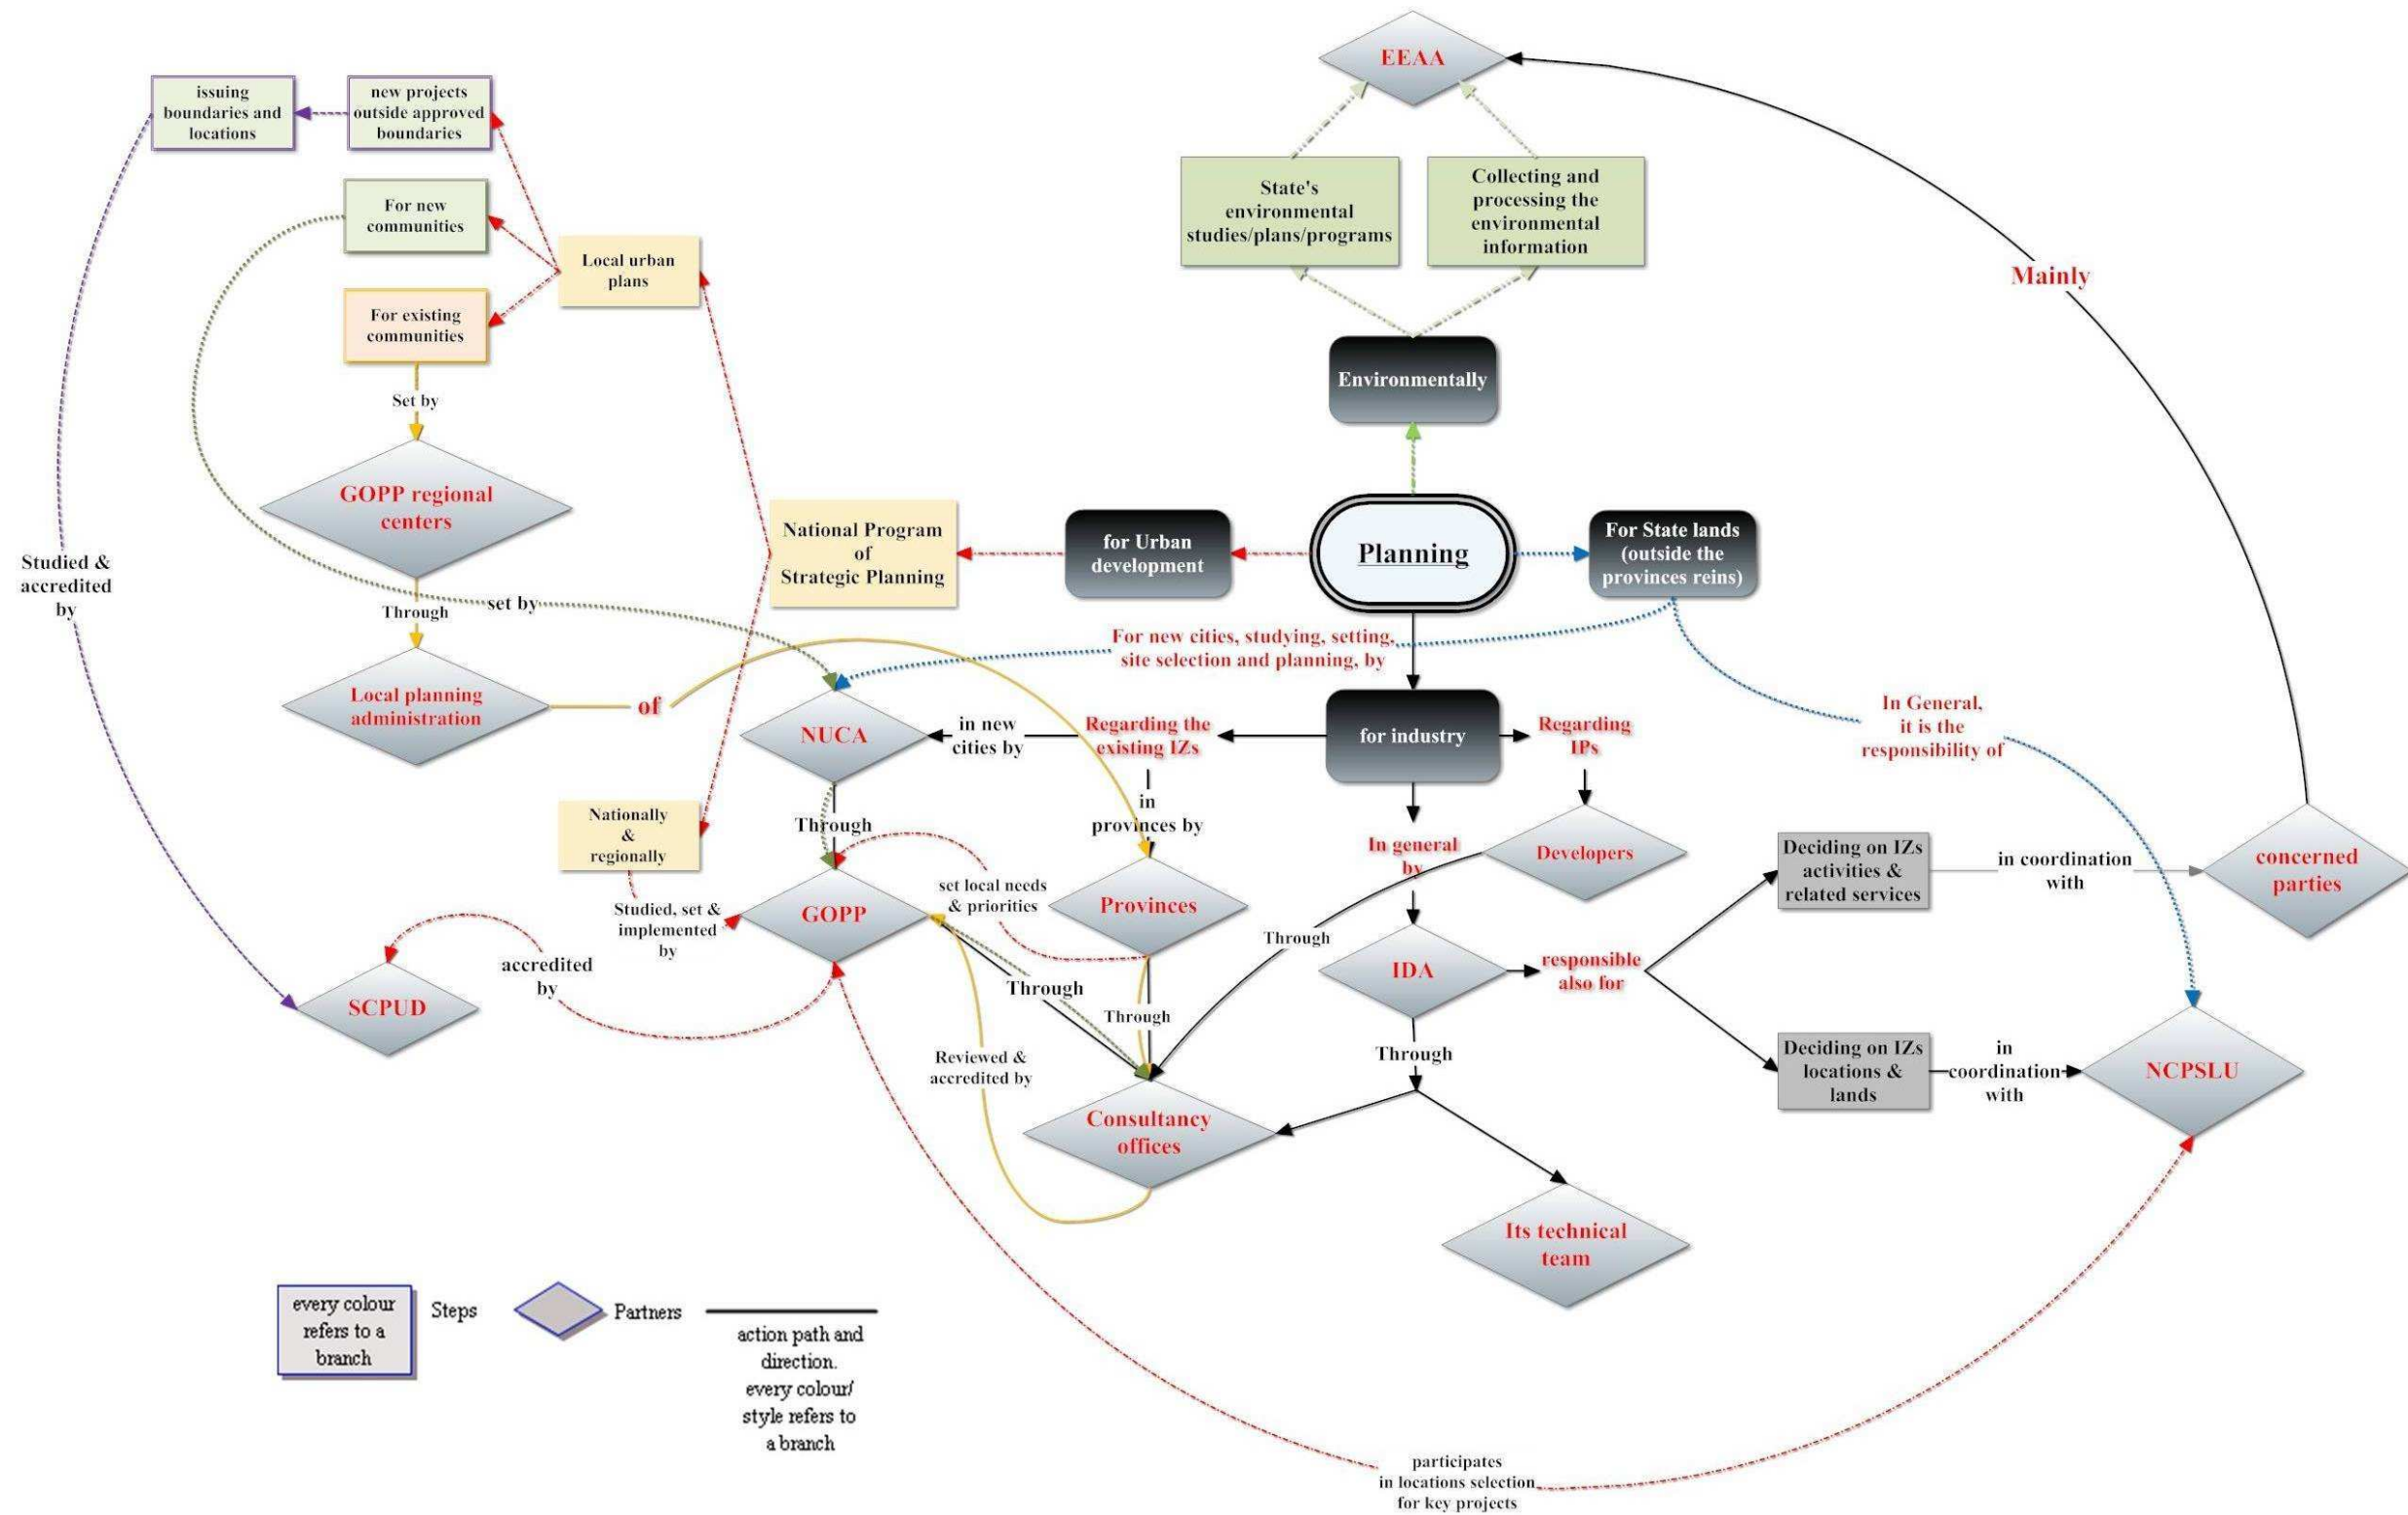 EEAA
issuing
boundaries and
locations
new projects
outside approved
boundaries
State's
environmental
studies/plans/programs
Collecting and
processing the
environmental
information
For new
communities
Local urban
plans
Mainly
For existing
communities
Environmentally
Set by
GOPP regional
centers
National Program
of
Strategic Planning
for Urban
development
Planning
For State lands
(outside the
provinces reins)
Studied &
accredited
by
set by
Through
For new cities, studying, setting,
site selection and planning, by
Local planning
administration
of
NUCA
in new
cities by
Regarding the
existing IZs
for industry
Regarding
IPs
In General,
it is the
responsibility of
in
provinces by
Through
Nationally
&
regionally
In general
by
Developers
Deciding on IZs
activities &
related services
in coordination
with
concerned
parties
set local needs
& priorities
Studied, set &
implemented
by
GOPP
Provinces
Through
accredited
by
IDA
responsible
also for
SCPUD
Through
Through
Through
Reviewed &
accredited by
Deciding on IZs
locations &
lands
in
coordination
with
NCPSLU
Consultancy
offices
Its technical
team
every colour
refers to a
branch
Steps
Partners
action path and
direction.
every colour/
style refers to
a branch
participates
in locations selection
for key projects